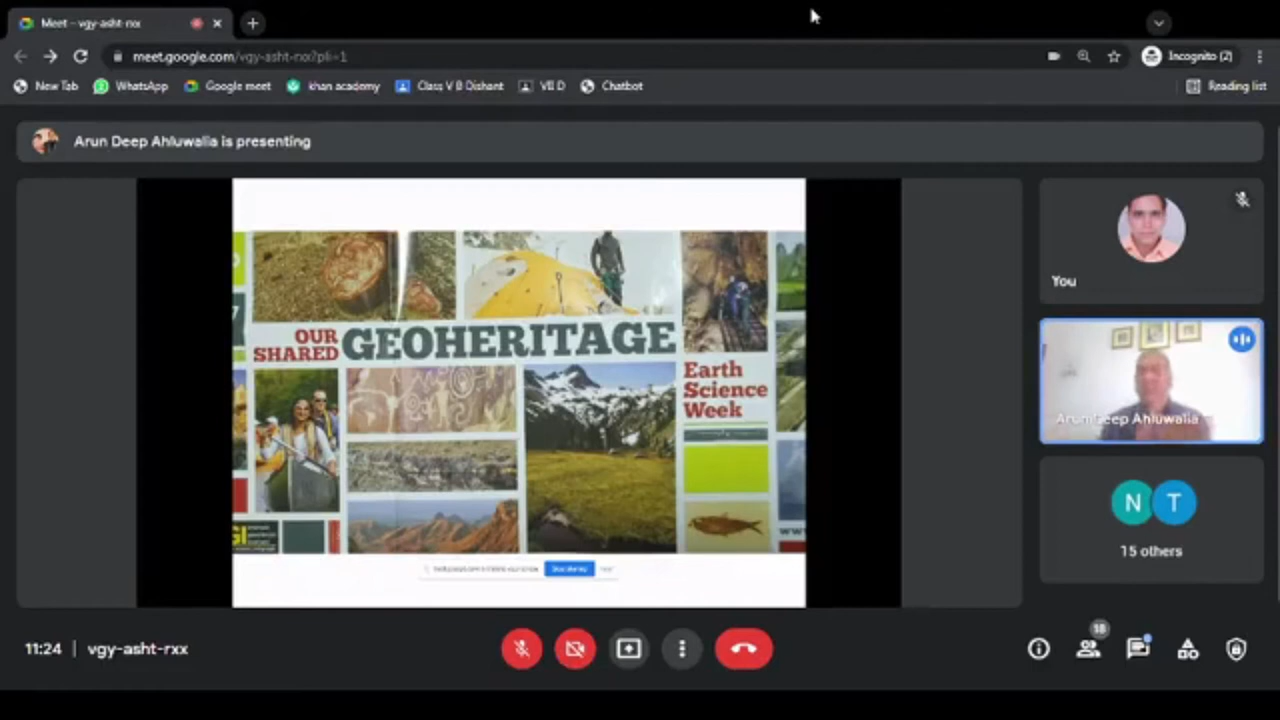 Meet - vgy-asht-rxx
meet.google.com/vgy-asht-rxx?pli=1
Incognito (2)
New Tab
WhatsApp
Google meet
khan academy
Class V B Dishant
VII D
Chatbot
Reading list
Arun Deep Ahluwalia is presenting
OUR
SHARED
GEOHERITAGE
Earth
Science
Week
You
Arun Deep Ahluwalia
N
T
15 others
11:24 | vgy-asht-rxx
18